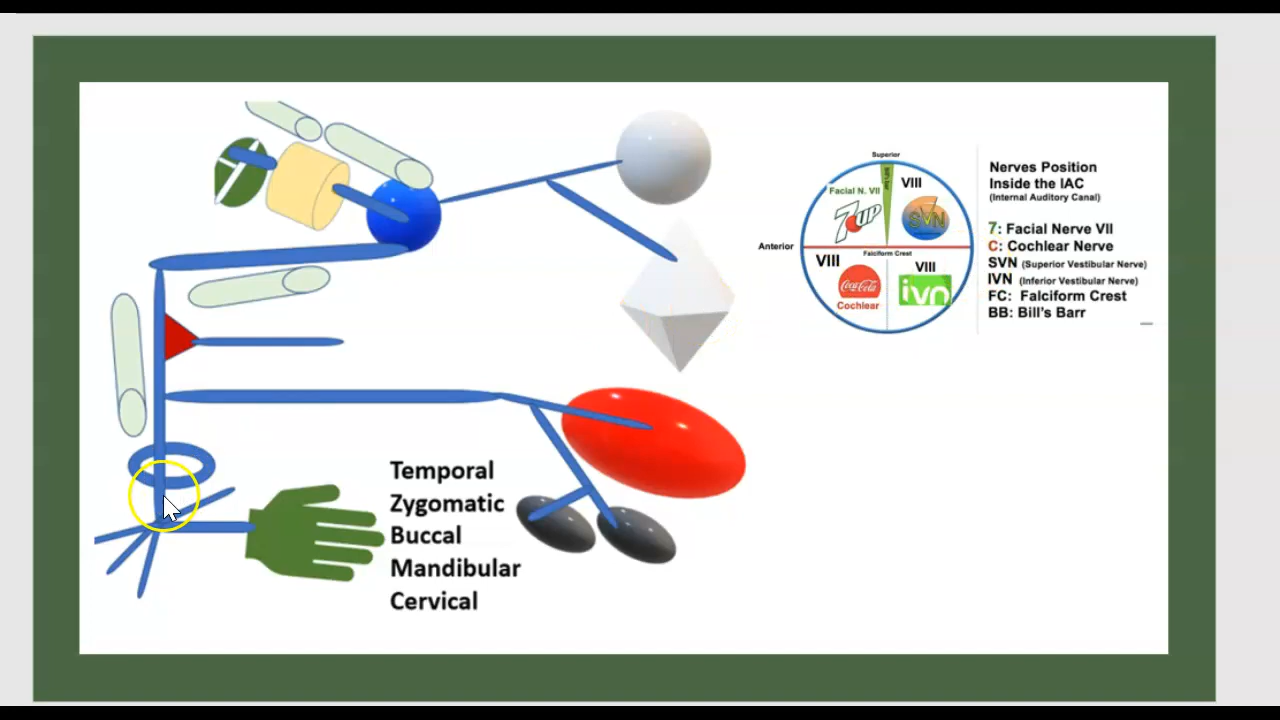 Superior
Facial N. VII
VIII
7UP
SVN
Anterior
Falciform Crest
VIII
VIII
Coca-Cola
ivn
Cochlear
Nerves Position
Inside the IAC
(Internal Auditory Canal)
7: Facial Nerve VII
C: Cochlear Nerve
SVN (Superior Vestibular Nerve)
IVN (Inferior Vestibular Nerve)
FC: Falciform Crest
BB: Bill's Barr
Temporal
Zygomatic
Buccal
Mandibular
Cervical